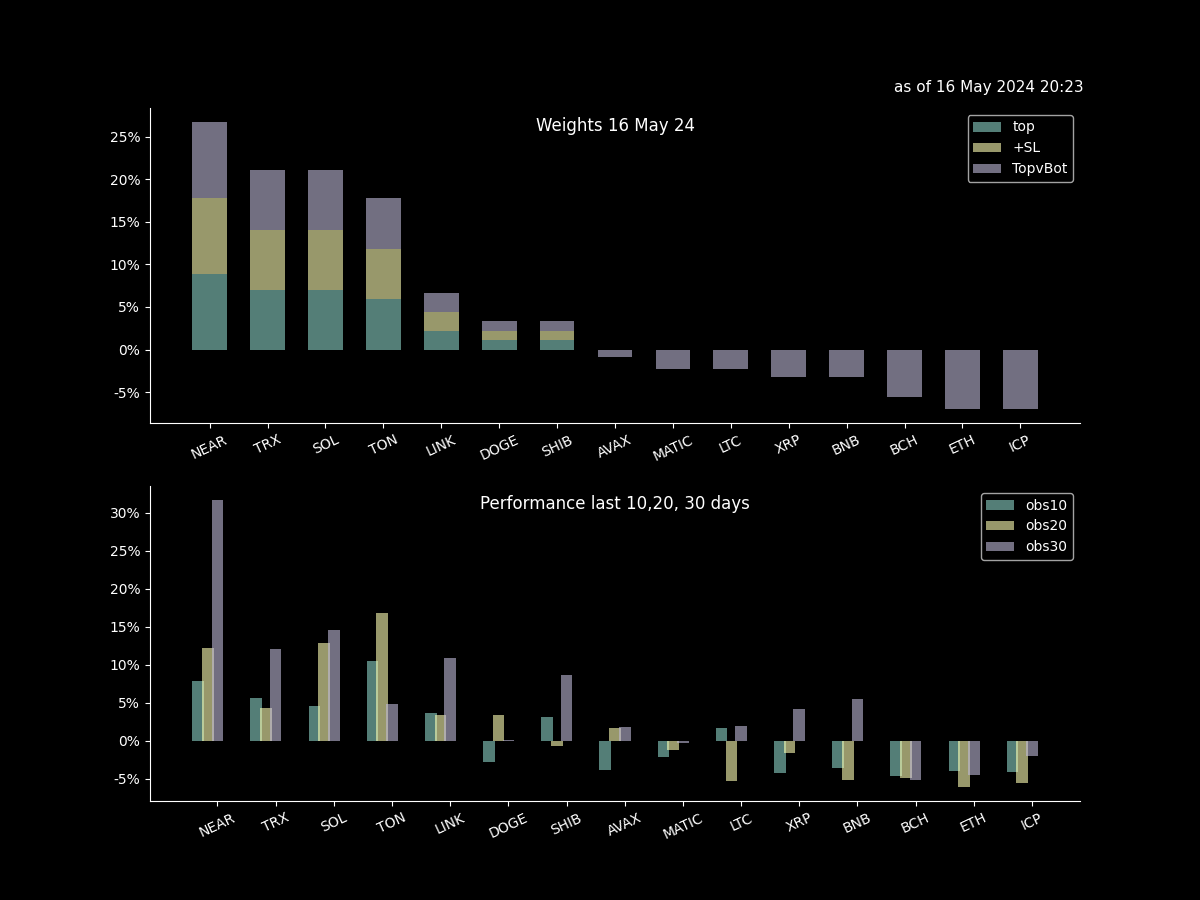 as of 16 May 2024 20:23
Weights 16 May 24
top
+SL
TopvBot
25%
20%
15%
10%
5%
0%
-5%
NEAR TRX SOL TON LINK DOGE SHIB AVAX MATIC LTC XRP BNB BCH ETH ICP
Performance last 10,20, 30 days
obs10
obs20
obs30
30%
25%
20%
15%
10%
5%
0%
-5%
NEAR TRX SOL TON LINK DOGE SHIB AVAX MATIC LTC XRP BNB BCH ETH ICP